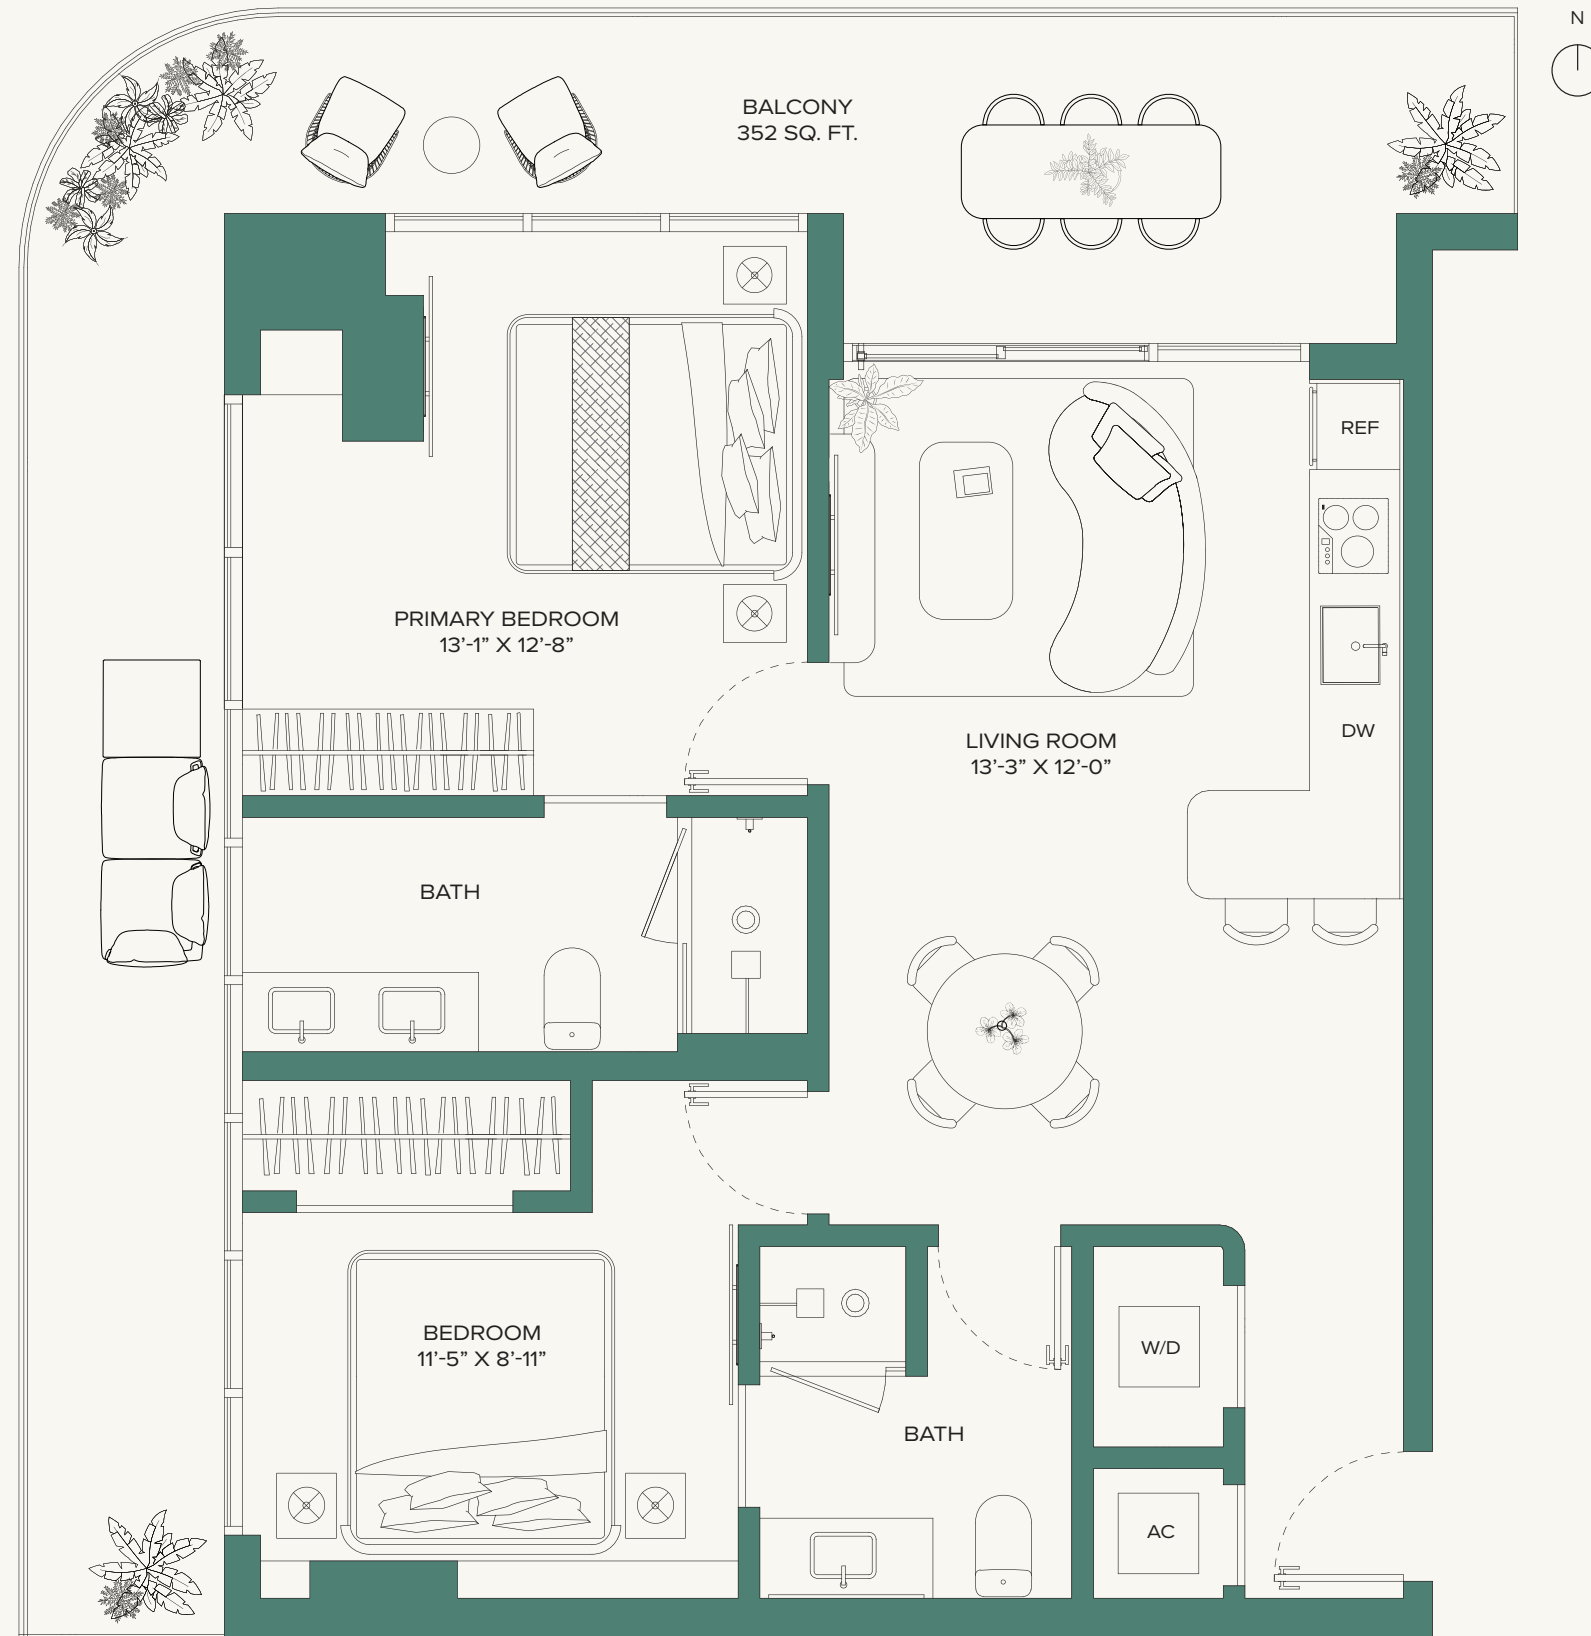 N
BALCONY
352 SQ. FT.
REF
PRIMARY BEDROOM
13’-1” X 12’-8”
DW
LIVING ROOM
13’-3” X 12’-0”
BATH
BEDROOM
11’-5” X 8’-11”
W/D
BATH
AC